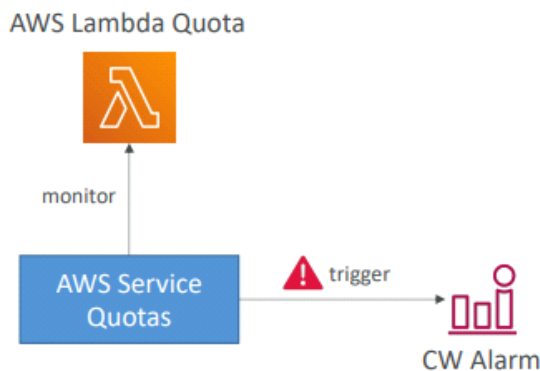 AWS Lambda Quota
monitor
AWS Service
Quotas
trigger
CW Alarm